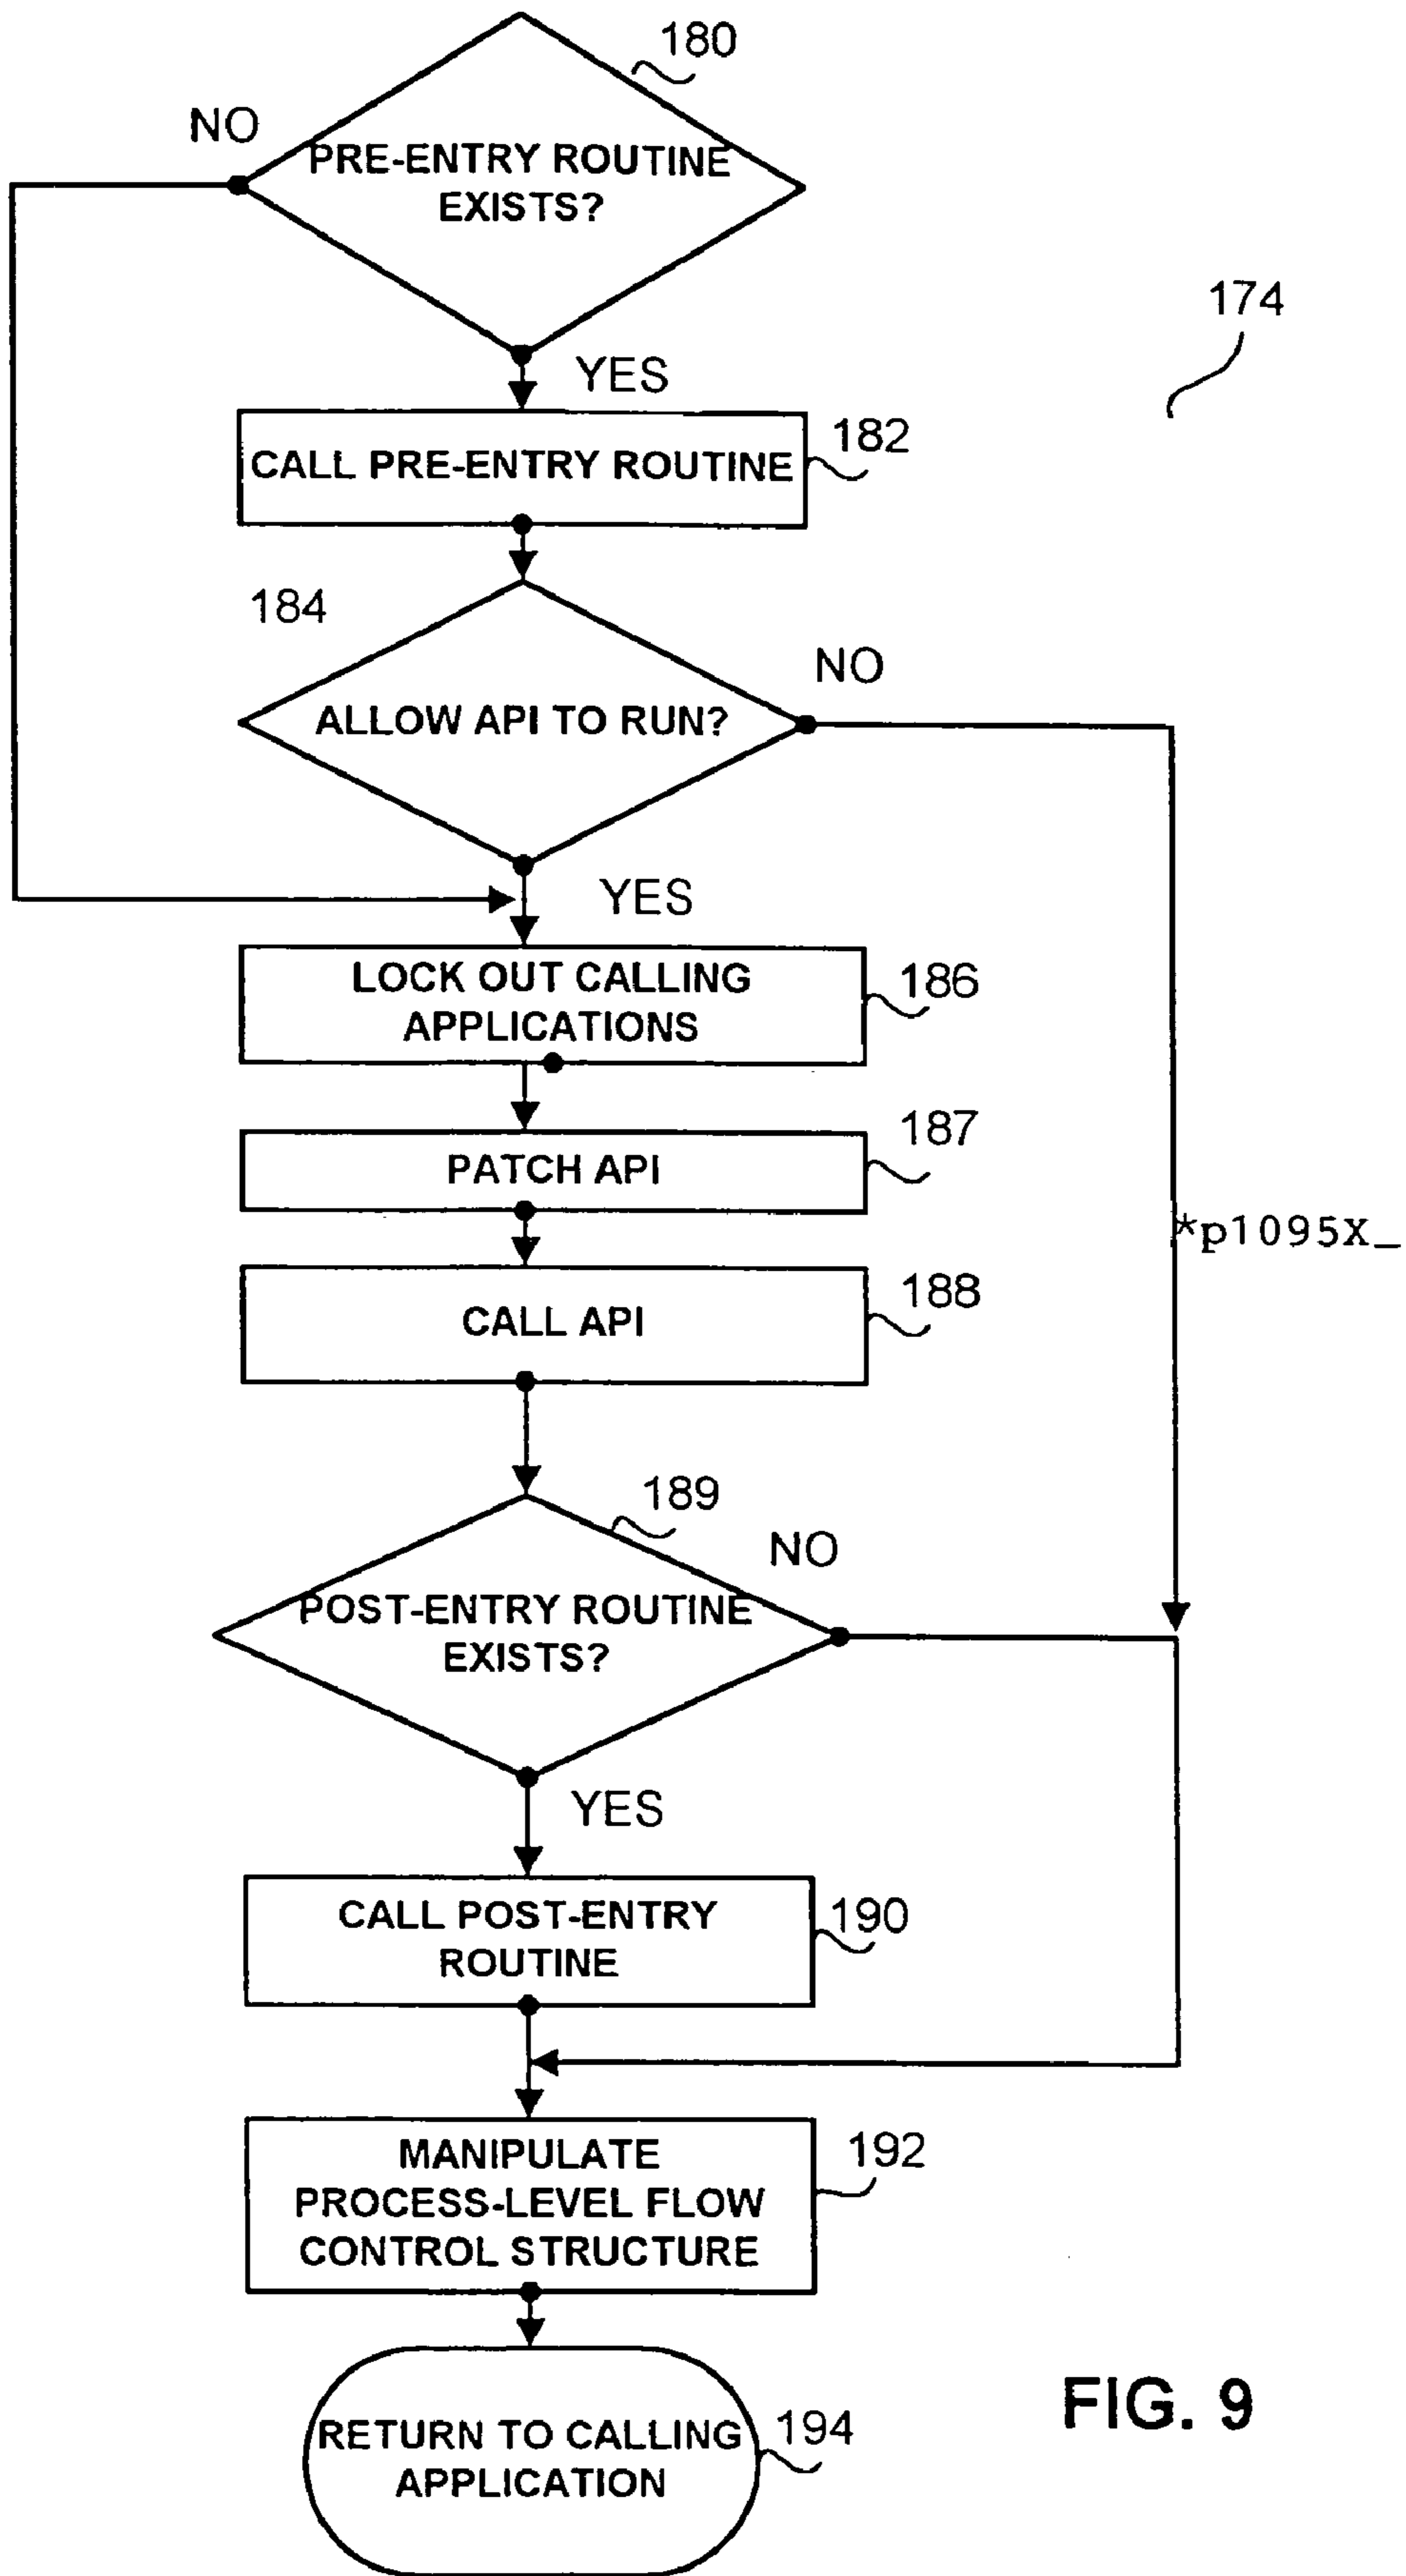 180
NO
PRE-ENTRY ROUTINE
EXISTS?
174
YES
CALL PRE-ENTRY ROUTINE
182
184
NO
ALLOW API TO RUN?
YES
LOCK OUT CALLING
APPLICATIONS
186
PATCH API
187
*p1095X_
CALL API
188
189
NO
POST-ENTRY ROUTINE
EXISTS?
YES
CALL POST-ENTRY
ROUTINE
190
MANIPULATE
PROCESS-LEVEL FLOW
CONTROL STRUCTURE
192
RETURN TO CALLING
APPLICATION
194
FIG. 9